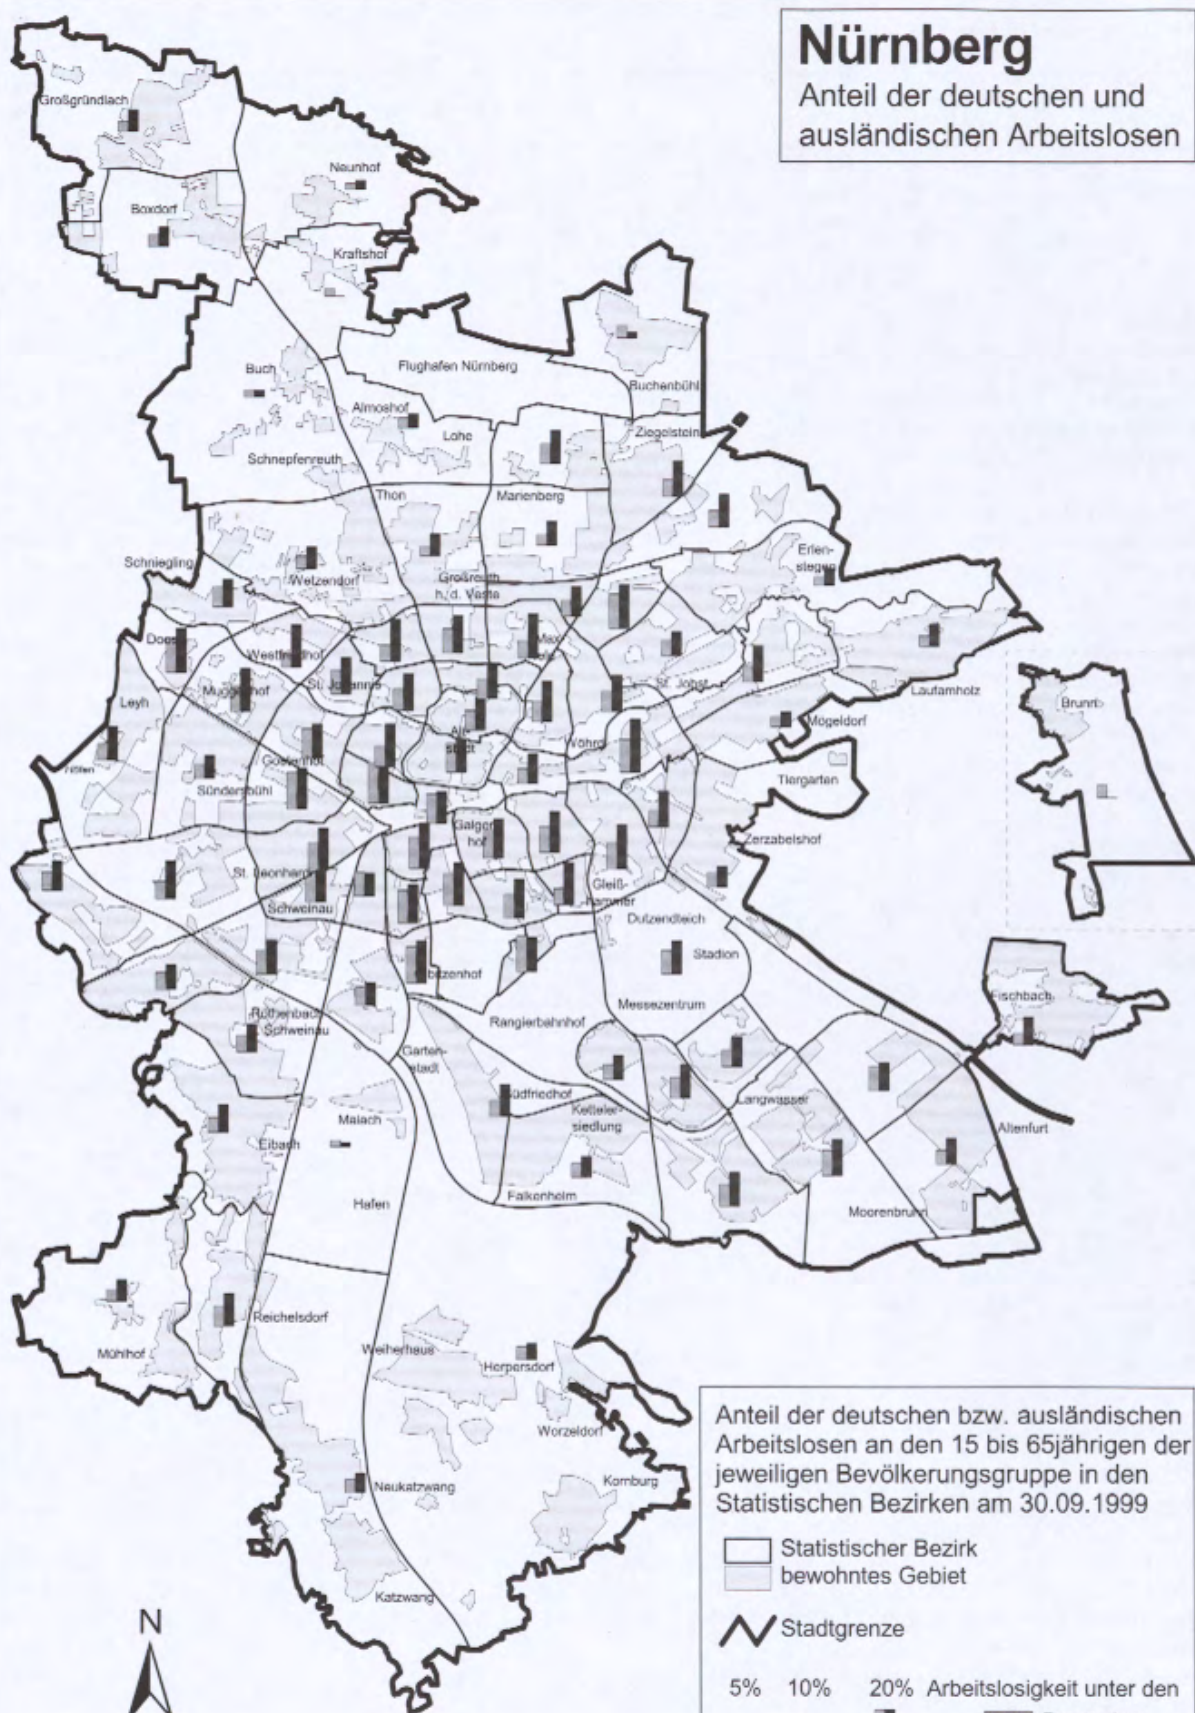 Nürnberg
Anteil der deutschen und
ausländischen Arbeitslosen
Großgründlach
Neunhof
Boxdorf
Kraftshof
Buch
Flughafen Nürnberg
Buchenbühl
Almoshof
Lohe
Ziegelstein
Schnepfenreuth
Thon
Marienberg
Schniegling
Wetzendorf
Großreuth
h. d. Veste
Erlen-
stegen
Doos
Westfriedhof
Max
St. Johannis
Muggenhof
St. Jobst
Leyh
Laufamholz
Brunn
Mögeldorf
Alt-
stadt
Wöhrd
Gostenhof
Tiergarten
Sündersbühl
Galgen
hof
Zerzabelshof
St. Leonhard
Gleiß-
hammer
Schweinau
Dutzendteich
Stadion
Fischbach
Messezentrum
Röthenbach
Schweinau
Rangierbahnhof
Garten-
stadt
Südfriedhof
Langwasser
Ketteler-
siedlung
Maiach
Altenfurt
Eibach
Hafen
Falkenheim
Moorenbrunn
Reichelsdorf
Mühlhof
Weiherhaus
Herpersdorf
Worzeldorf
Kornburg
Neukatzwang
Katzwang
N
Anteil der deutschen bzw. ausländischen
Arbeitslosen an den 15 bis 65jährigen der
jeweiligen Bevölkerungsgruppe in den
Statistischen Bezirken am 30.09.1999
Statistischer Bezirk
bewohntes Gebiet
Stadtgrenze
5% 10% 20% Arbeitslosigkeit unter den